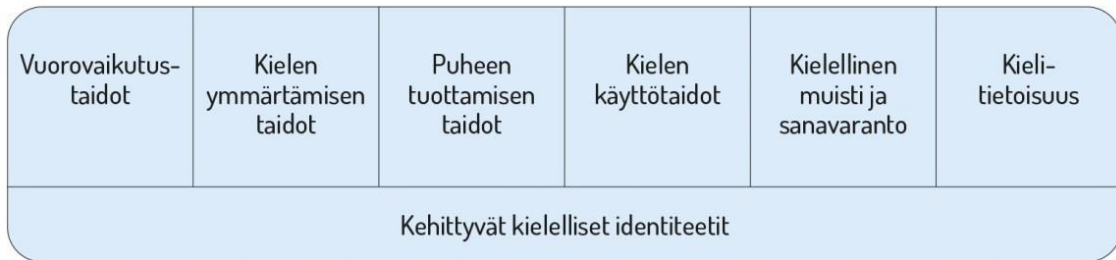 Vuorovaikutus-
taidot
Kielen
ymmärtämisen
taidot
Puheen
tuottamisen
taidot
Kielen
käyttötaidot
Kielellinen
muisti ja
sanavaranto
Kieli-
tietoisuus
Kehittyvät kielelliset identiteetit